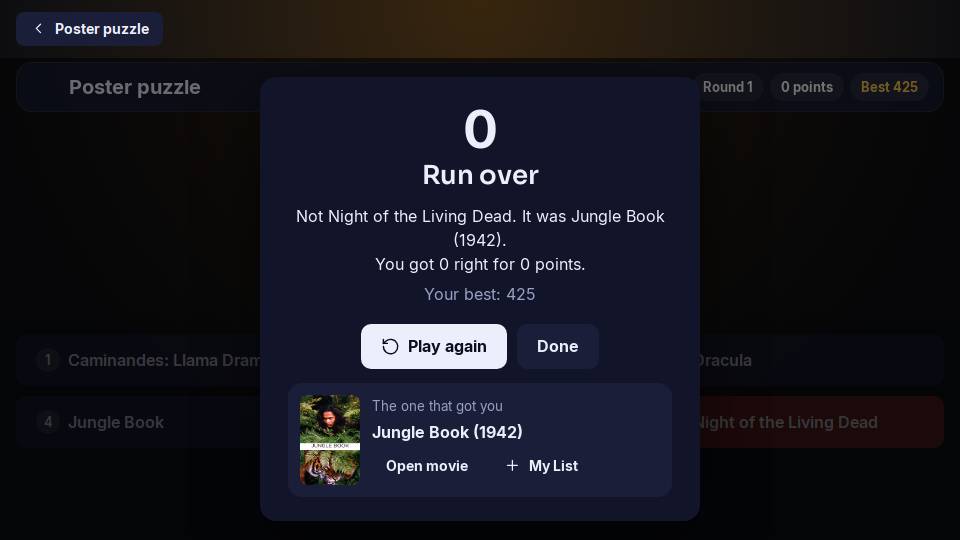 Poster puzzle
Poster puzzle
Round 1
0 points
Best 425
0
Run over
Not Night of the Living Dead. It was Jungle Book
(1942).
You got 0 right for 0 points.
Your best: 425
Play again
Done
1 Caminandes: Llama Dram
Dracula
4 Jungle Book
Night of the Living Dead
The one that got you
Jungle Book (1942)
Open movie
My List
JUNGLE BOOK